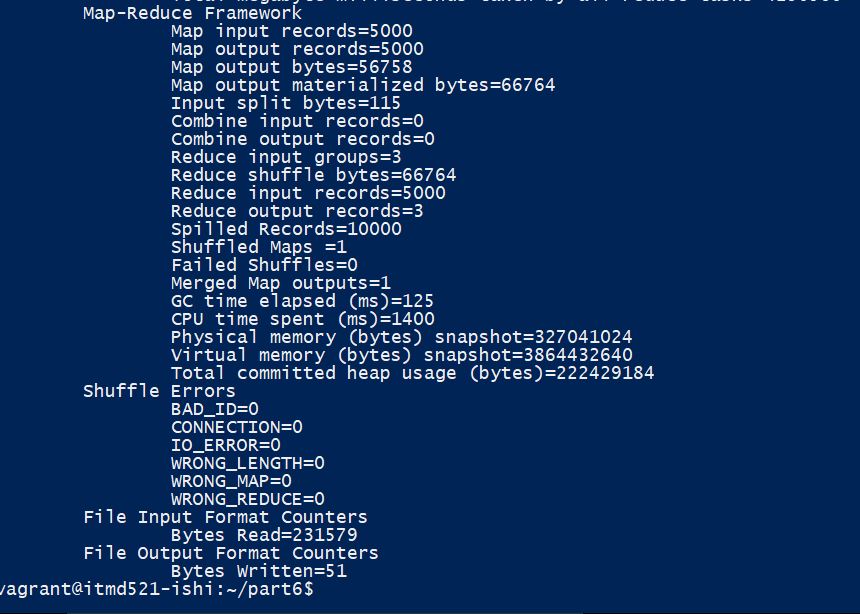 Map-Reduce Framework
Map input records=5000
Map output records=5000
Map output bytes=56758
Map output materialized bytes=66764
Input split bytes=115
Combine input records=0
Combine output records=0
Reduce input groups=3
Reduce shuffle bytes=66764
Reduce input records=5000
Reduce output records=3
Spilled Records=10000
Shuffled Maps =1
Failed Shuffles=0
Merged Map outputs=1
GC time elapsed (ms)=125
CPU time spent (ms)=1400
Physical memory (bytes) snapshot=327041024
Virtual memory (bytes) snapshot=3864432640
Total committed heap usage (bytes)=222429184
Shuffle Errors
BAD_ID=0
CONNECTION=0
IO_ERROR=0
WRONG_LENGTH=0
WRONG_MAP=0
WRONG_REDUCE=0
File Input Format Counters
Bytes Read=231579
File Output Format Counters
Bytes Written=51
vagrant@itmd521-ishi:~/part6$